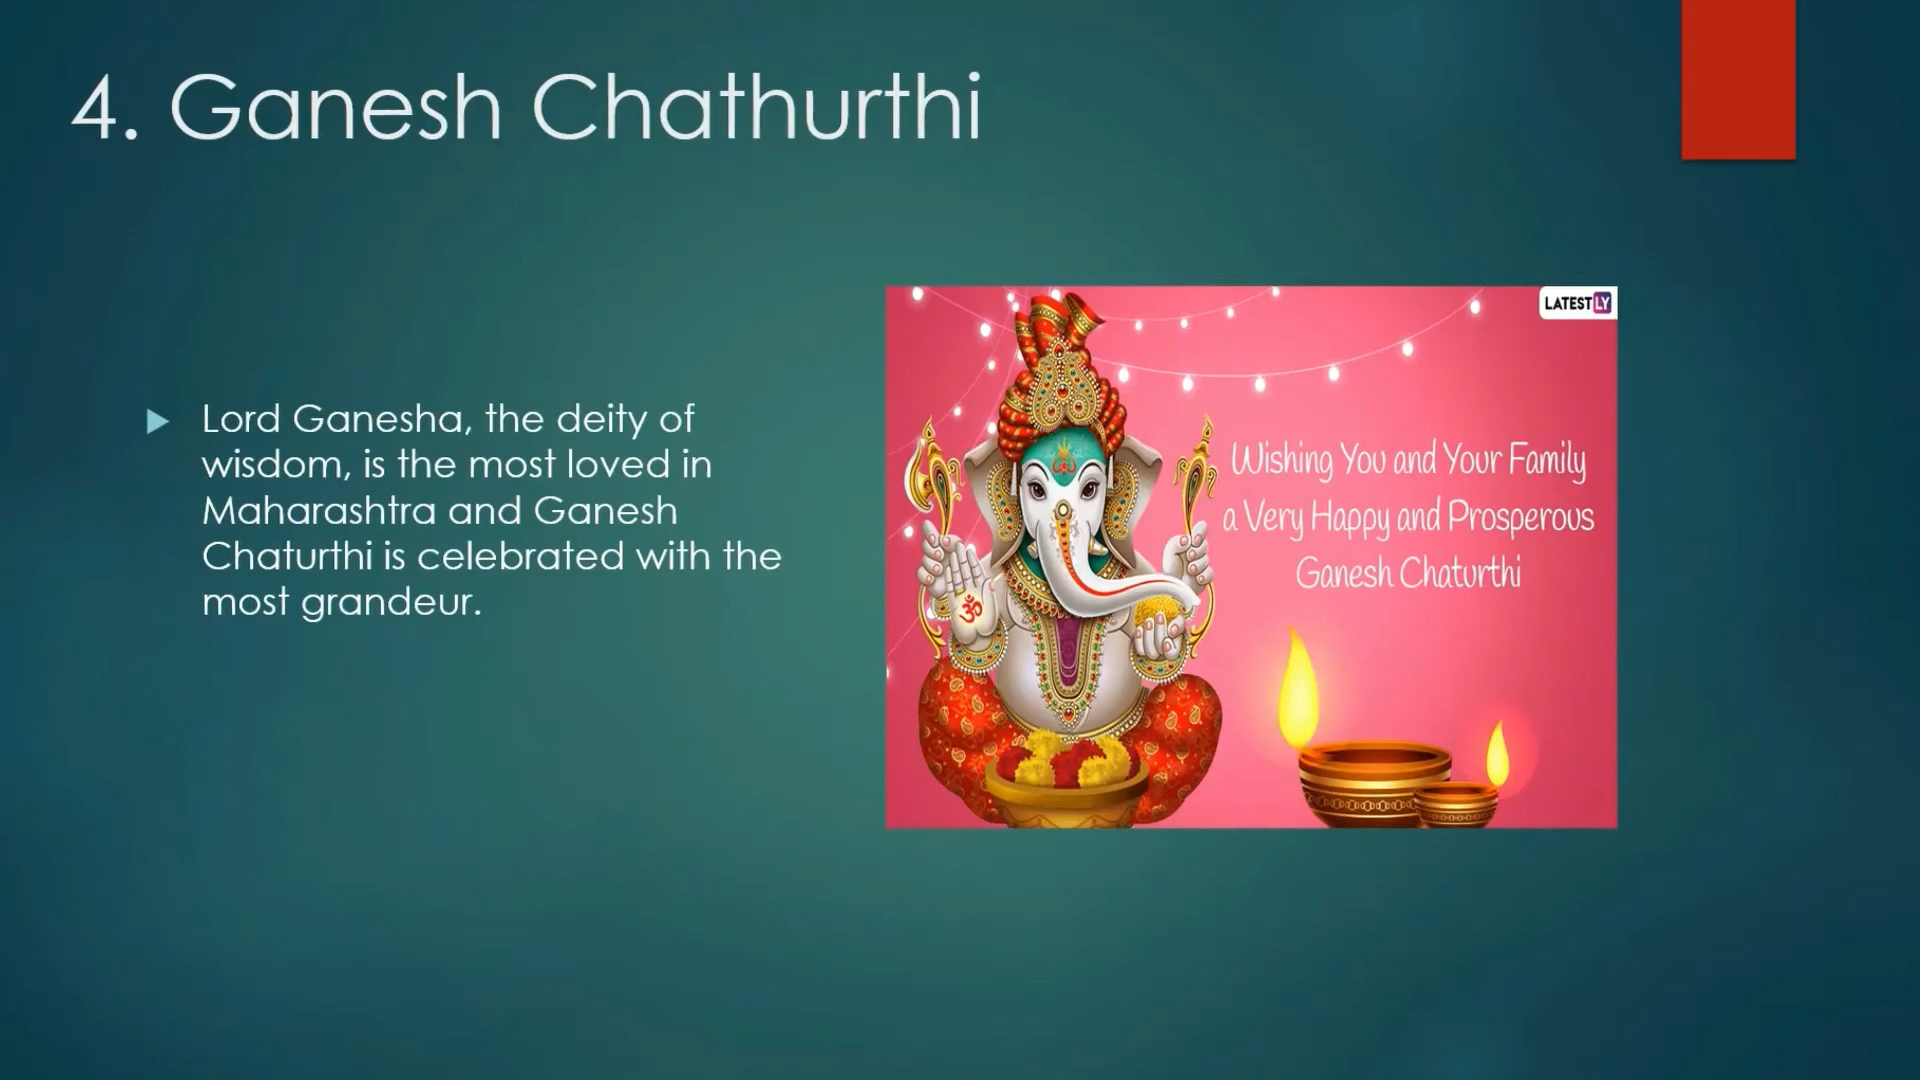 4. Ganesh Chathurthi
Lord Ganesha, the deity of
wisdom, is the most loved in
Maharashtra and Ganesh
Chaturthi is celebrated with the
most grandeur.
LATESTLY
Wishing You and Your Family
a Very Happy and Prosperous
Ganesh Chaturthi
ॐ